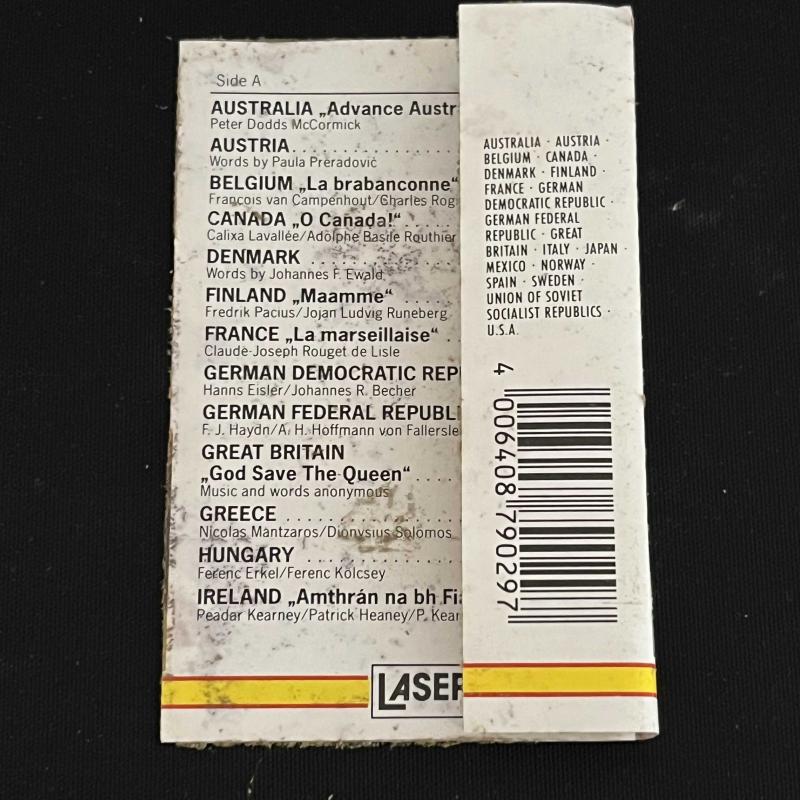 Side A
AUSTRALIA „Advance Austr
Peter Dodds McCormick
AUSTRIA
Words by Paula Preradović
BELGIUM „La brabanconne“
Francois van Campenhout/Charles Rog
CANADA „O Cañada!“
Calixa Lavallée/Adolphe Basile Routhier
DENMARK
Words by Johannes F. Ewald
FINLAND „Maamme“
Fredrik Pacius/Jojan Ludvig Runeberg
FRANCE „La marseillaise“
Claude-Joseph Rouget de Lisle
GERMAN DEMOCRATIC REP
Hanns Eisler/Johannes R. Becher
GERMAN FEDERAL REPUBL
F. J. Haydn/A. H. Hoffmann von Fallersle
GREAT BRITAIN
„God Save The Queen“
Music and words anonymous
GREECE
Nicolas Mantzaros/Dionysius Solomos
HUNGARY
Ferenc Erkel/Ferenc Kölcsey
IRELAND „Amthrán na bh Fia
Peadar Kearney/Patrick Heaney/P. Kear
LASER
AUSTRALIA · AUSTRIA ·
BELGIUM · CANADA ·
DENMARK · FINLAND ·
FRANCE · GERMAN
DEMOCRATIC REPUBLIC ·
GERMAN FEDERAL
REPUBLIC · GREAT
BRITAIN · ITALY · JAPAN ·
MEXICO · NORWAY ·
SPAIN · SWEDEN ·
UNION OF SOVIET
SOCIALIST REPUBLICS ·
U.S.A.
4 006408 790297